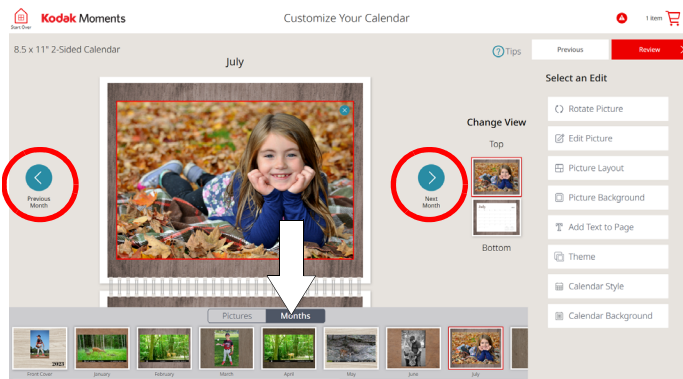 Start Over
Kodak Moments
Customize Your Calendar
1 item
8.5 x 11" 2-Sided Calendar
July
? Tips
Previous
Review
Select an Edit
Rotate Picture
Edit Picture
Picture Layout
Picture Background
T Add Text to Page
Theme
Calendar Style
Calendar Background
Change View
Top
July
Bottom
Previous
Month
Next
Month
Pictures
Months
2023
Front Cover
January
February
March
April
May
June
July